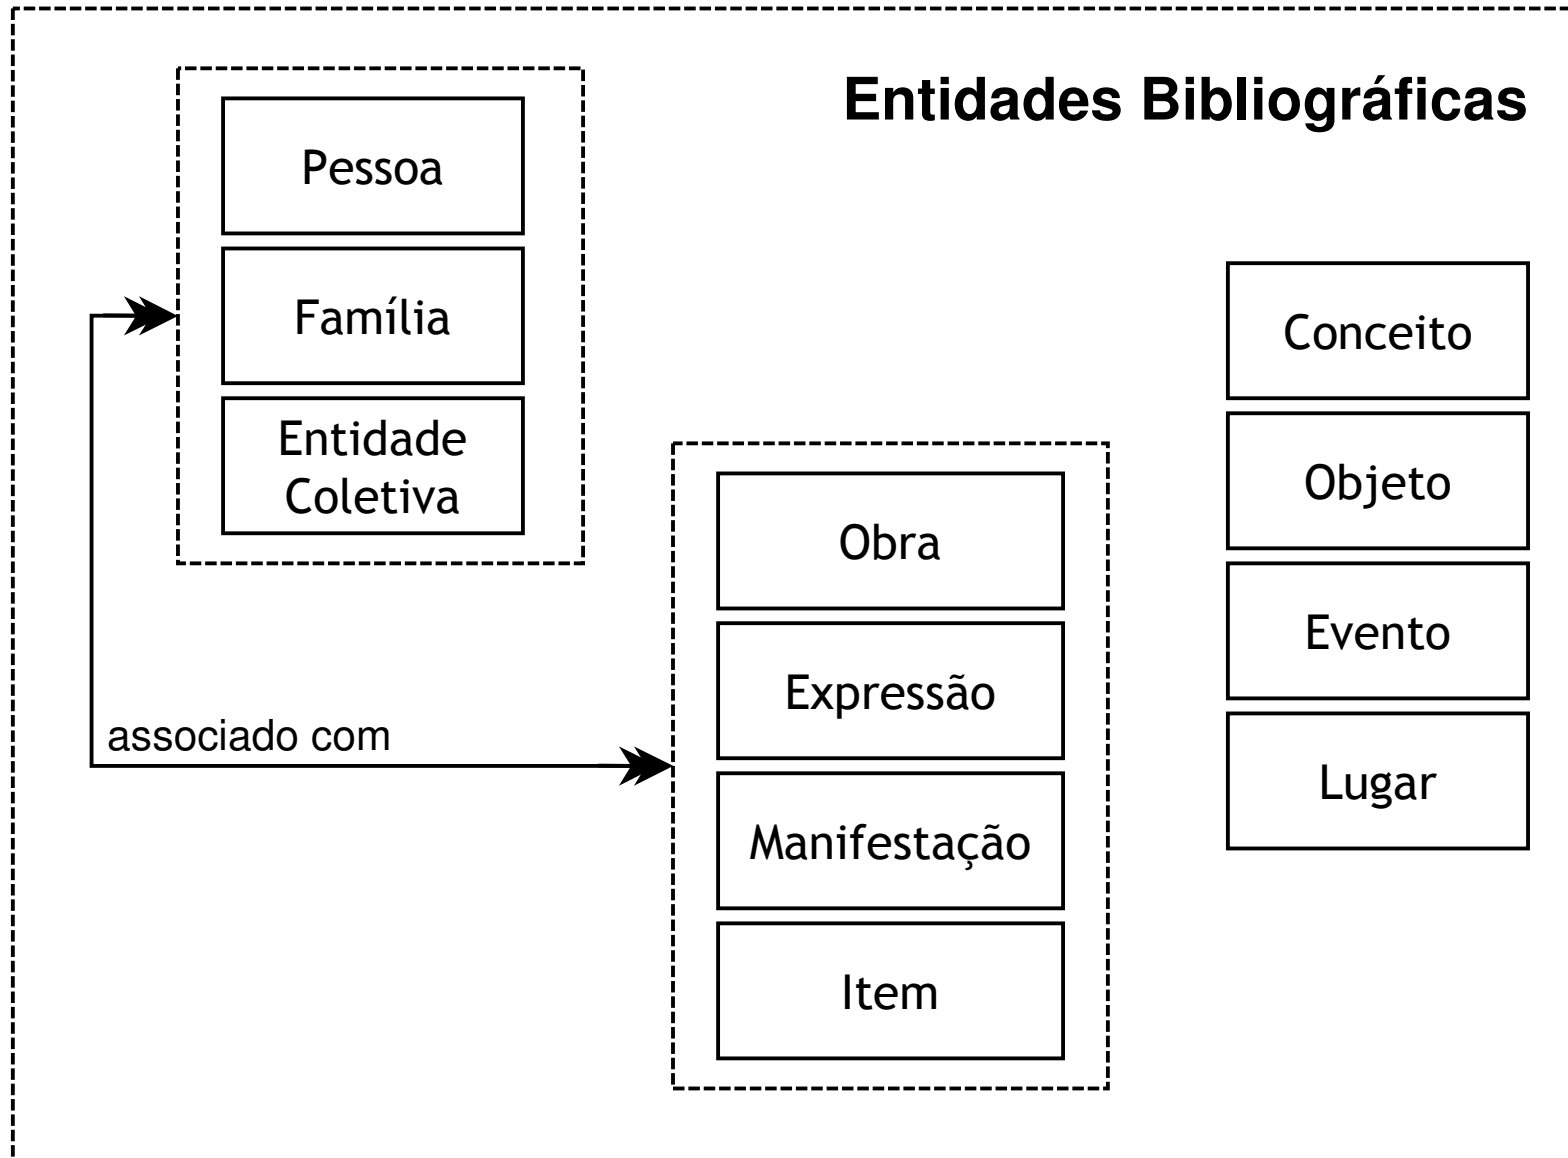 Entidades Bibliográficas
Pessoa
Família
Entidade
Coletiva
associado com
Obra
Expressão
Manifestação
Item
Conceito
Objeto
Evento
Lugar